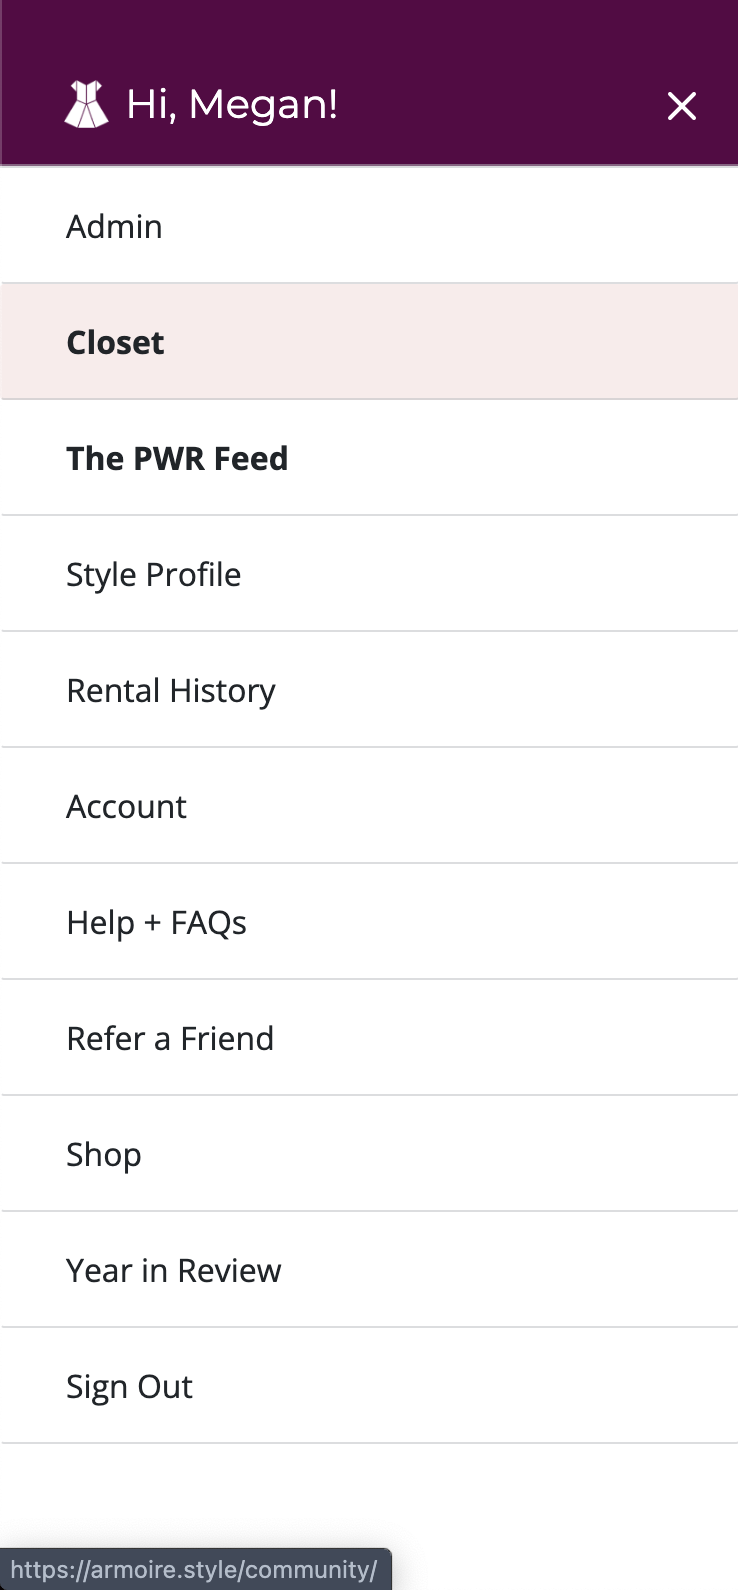 Hi, Megan!
Admin
Closet
The PWR Feed
Style Profile
Rental History
Account
Help + FAQs
Refer a Friend
Shop
Year in Review
Sign Out
https://armoire.style/community/